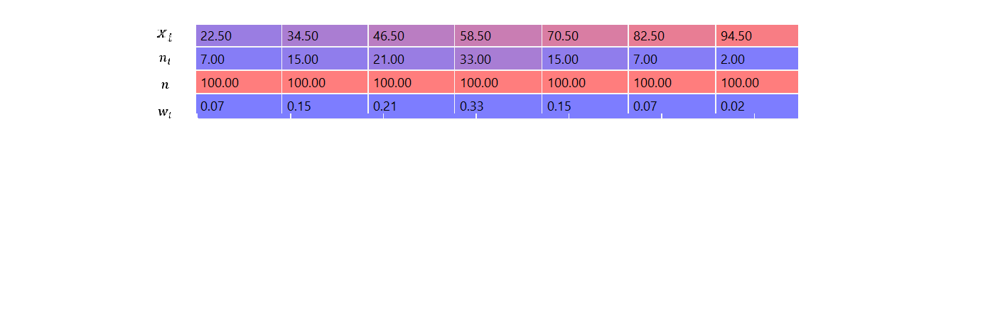 x_i 22.50 34.50 46.50 58.50 70.50 82.50 94.50
n_i 7.00 15.00 21.00 33.00 15.00 7.00 2.00
n 100.00 100.00 100.00 100.00 100.00 100.00 100.00
w_i 0.07 0.15 0.21 0.33 0.15 0.07 0.02